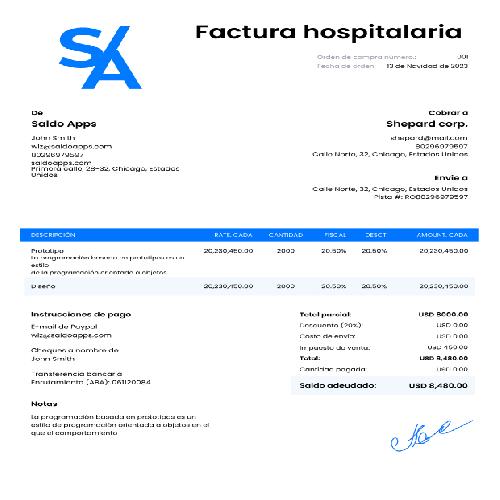 SA
Factura hospitalaria
Orden de compra número.: 001
Fecha de orden: 13 de Navidad de 2023
De
Cobrar a
Saldo Apps
Shepard corp.
John Smith
shepard@mail.com
wiz@saldoapps.com
80296979597
80296979597
Calle Norte, 32, Chicago, Estados Unidos
saldoapps.com
Primera calle, 28-32, Chicago, Estados
Unidos
Envíe a
Calle Norte, 32, Chicago, Estados Unidos
Pista #: RO80296979597
DESCRIPCIÓN RATE, CADA CANTIDAD FISCAL DESCT AMOUNT, CADA
Prototipo 20,230,450.00 2000 20.50% 20.50% 20,230,450.00
La programación basada en prototipos es un
estilo
de la programación orientada a objetos
Diseño 20,230,450.00 2000 20.50% 20.50% 20,230,450.00
Instrucciones de pago
Total parcial: USD 8000.00
E-mail de Paypal
Descuento (20%): USD 0.00
wiz@saldoapps.com
Costo de envío: USD 0.00
Cheques a nombre de
Impuesto de venta: USD 450.00
John Smith
Total: USD 8,480.00
Transferencia bancaria
Cantidad pagada: USD 0.00
Enrutamiento (ABA): 061120084
Saldo adeudado: USD 8,480.00
Notas
La programación basada en prototipos es un
estilo de programación orientada a objetos en el
que el comportamiento